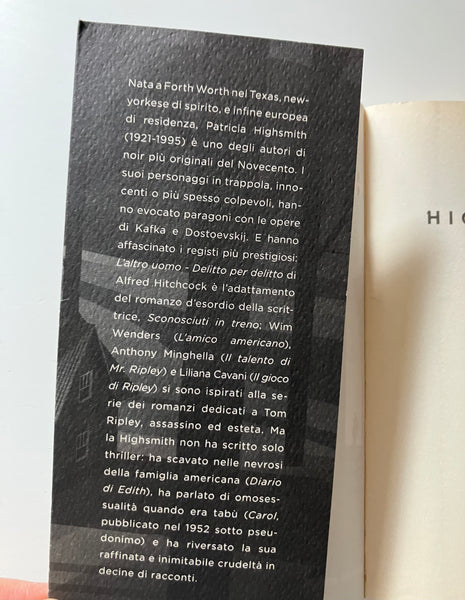 Nata a Forth Worth nel Texas, new-
yorkese di spirito, e infine europea
di residenza, Patricia Highsmith
(1921-1995) è uno degli autori di
noir più originali del Novecento. I
suoi personaggi in trappola, inno-
centi o più spesso colpevoli, han-
no evocato paragoni con le opere
di Kafka e Dostoevskij. E hanno
affascinato i registi più prestigiosi:
L'altro uomo - Delitto per delitto di
Alfred Hitchcock è l'adattamento
del romanzo d'esordio della scrit-
trice, Sconosciuti in treno; Wim
Wenders (L'amico americano),
Anthony Minghella (Il talento di
Mr. Ripley) e Liliana Cavani (Il gioco
di Ripley) si sono ispirati alla se-
rie dei romanzi dedicati a Tom
Ripley, assassino ed esteta. Ma
la Highsmith non ha scritto solo
thriller: ha scavato nelle nevrosi
della famiglia americana (Diario
di Edith), ha parlato di omoses-
sualità quando era tabù (Carol,
pubblicato nel 1952 sotto pseu-
donimo) e ha riversato la sua
raffinata e inimitabile crudeltà in
decine di racconti.
HIG